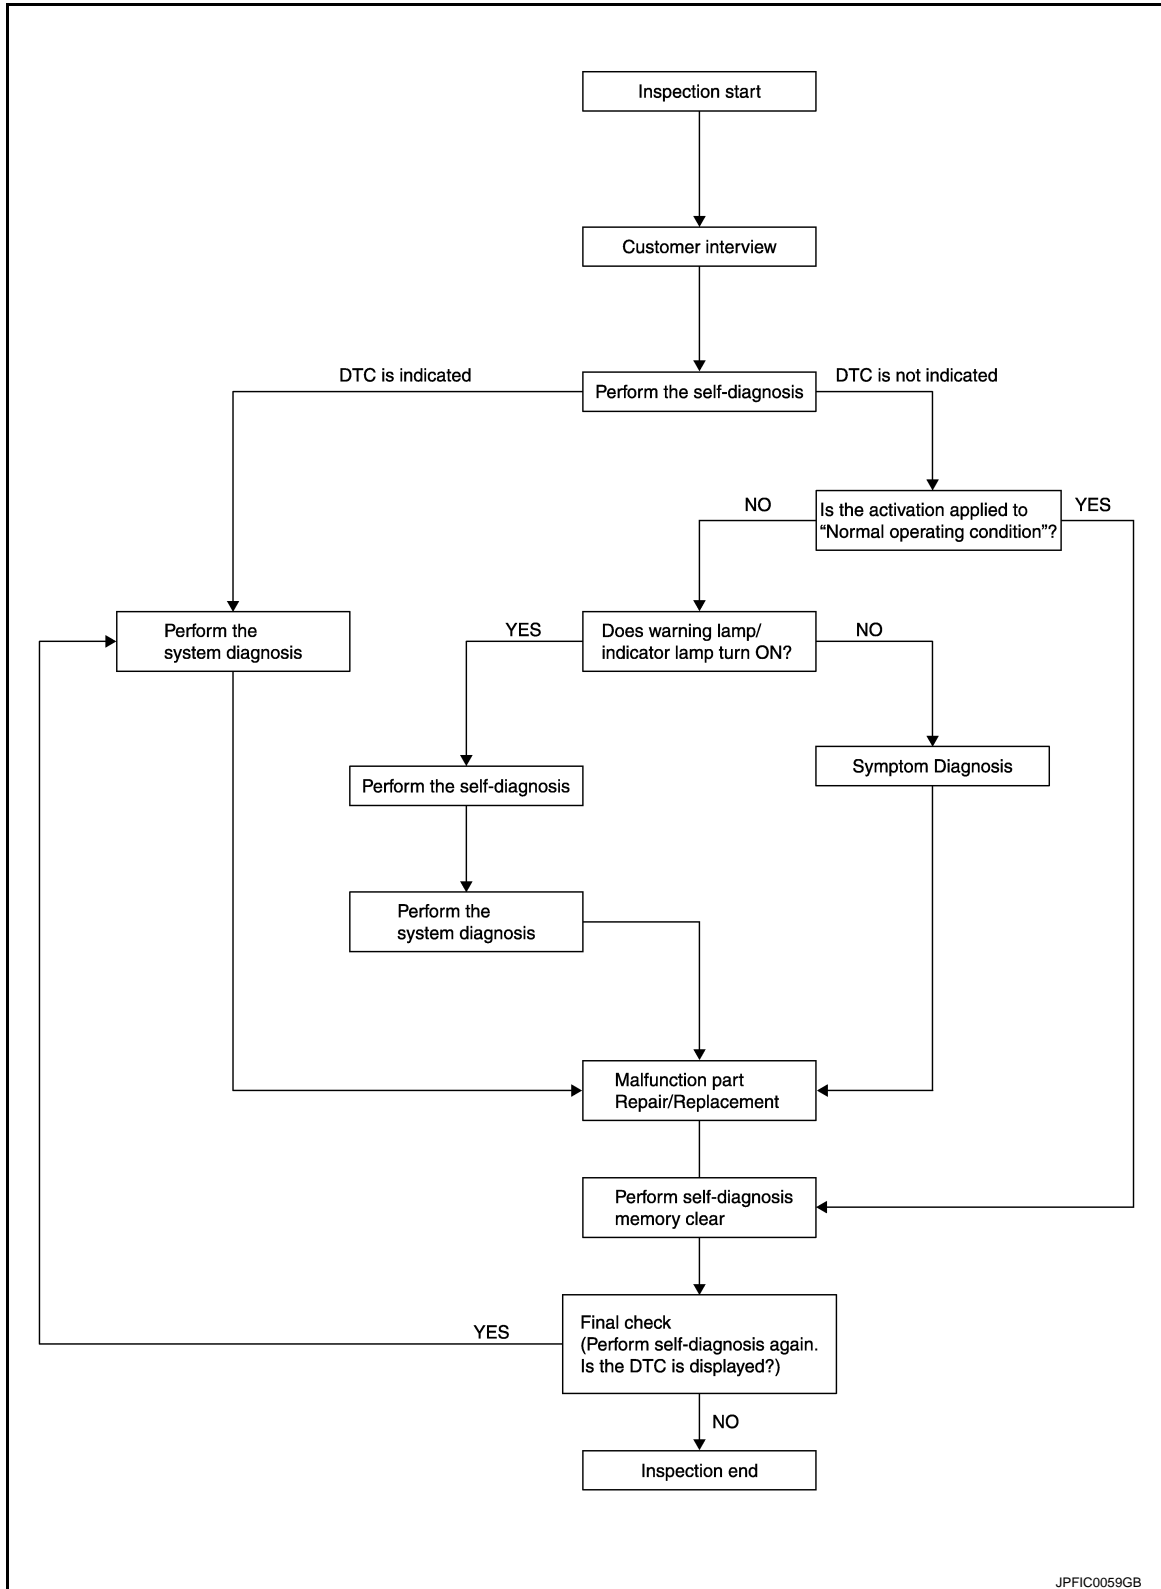 Inspection start
Customer interview
DTC is indicated
DTC is not indicated
Perform the self-diagnosis
NO
Is the activation applied to
“Normal operating condition”?
YES
Perform the
system diagnosis
YES
Does warning lamp/
indicator lamp turn ON?
NO
Perform the self-diagnosis
Symptom Diagnosis
Perform the
system diagnosis
Malfunction part
Repair/Replacement
Perform self-diagnosis
memory clear
YES
Final check
(Perform self-diagnosis again.
Is the DTC is displayed?)
NO
Inspection end
JPFIC0059GB